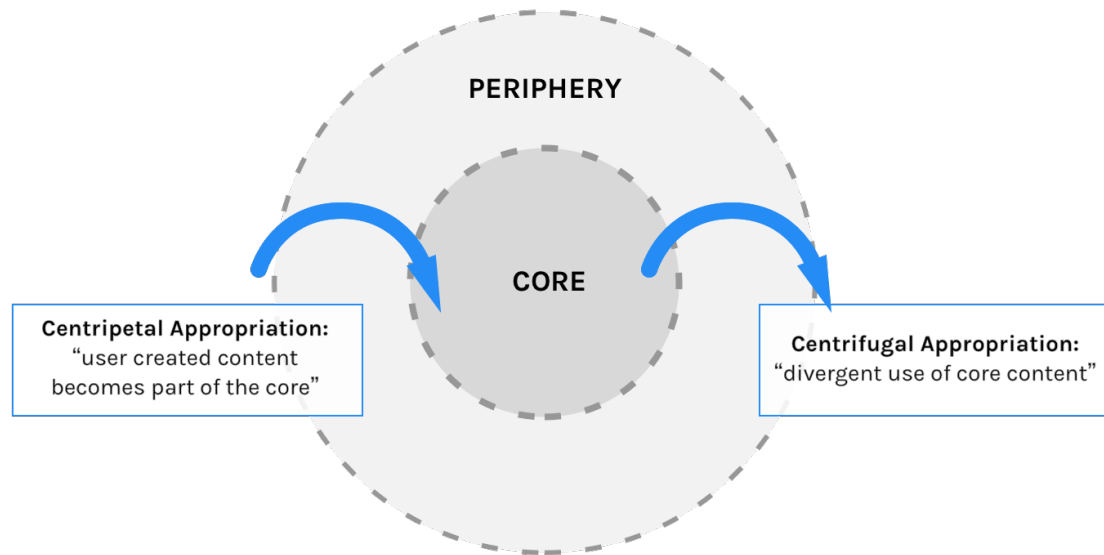 PERIPHERY
CORE
Centripetal Appropriation:
“user created content
becomes part of the core”
Centrifugal Appropriation:
“divergent use of core content”